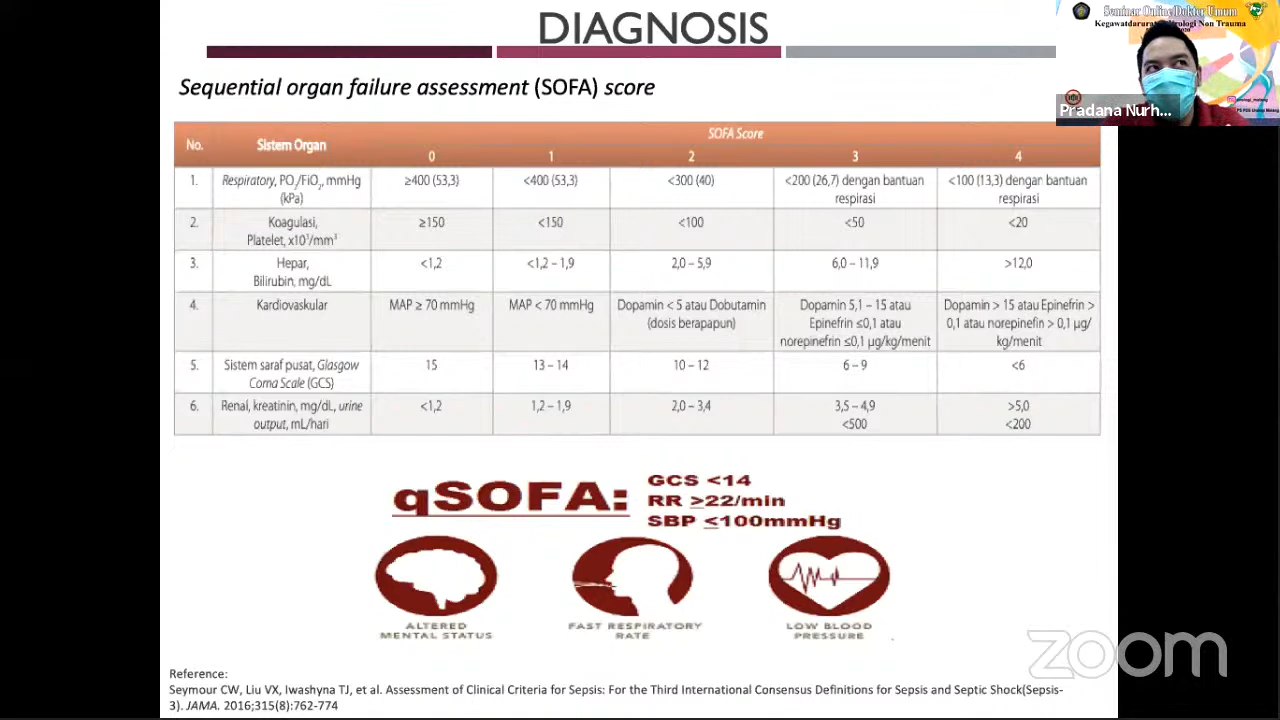 DIAGNOSIS
Seminar Online Dokter Umum
Pradana Nurh...
Sequential organ failure assessment (SOFA) score
No. Sistem Organ SOFA Score
0 1 2 3 4
1. Respiratory, PO₂/FiO₂, mmHg (kPa) ≥400 (53,3) <400 (53,3) <300 (40) <200 (26,7) dengan bantuan respirasi <100 (13,3) dengan bantuan respirasi
2. Koagulasi, Platelet, x10³/mm³ ≥150 <150 <100 <50 <20
3. Hepar, Bilirubin, mg/dL <1,2 <1,2 – 1,9 2,0 – 5,9 6,0 – 11,9 >12,0
4. Kardiovaskular MAP ≥ 70 mmHg MAP < 70 mmHg Dopamin < 5 atau Dobutamin (dosis berapapun) Dopamin 5,1 – 15 atau Epinefrin ≤0,1 atau norepinefrin ≤0,1 µg/kg/menit Dopamin > 15 atau Epinefrin > 0,1 atau norepinefin > 0,1 µg/kg/menit
5. Sistem saraf pusat, Glasgow Coma Scale (GCS) 15 13 – 14 10 – 12 6 – 9 <6
6. Renal, kreatinin, mg/dL, urine output, mL/hari <1,2 1,2 – 1,9 2,0 – 3,4 3,5 – 4,9 <500 >5,0 <200
qSOFA:
GCS <14
RR ≥22/min
SBP ≤100mmHg
ALTERED
MENTAL STATUS
FAST RESPIRATORY
RATE
LOW BLOOD
PRESSURE
zoom
Reference:
Seymour CW, Liu VX, Iwashyna TJ, et al. Assessment of Clinical Criteria for Sepsis: For the Third International Consensus Definitions for Sepsis and Septic Shock(Sepsis-
3). JAMA. 2016;315(8):762-774